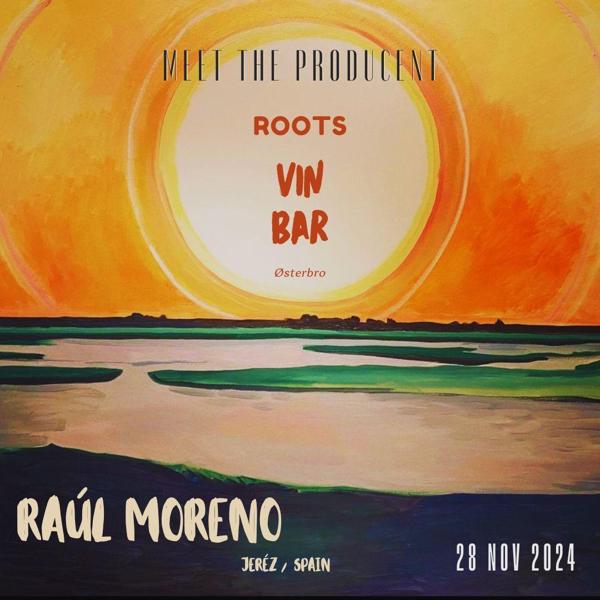 MEET THE PRODUCENT
ROOTS
VIN
BAR
Østerbro
RAÚL MORENO
JERÉZ / SPAIN
28 NOV 2024